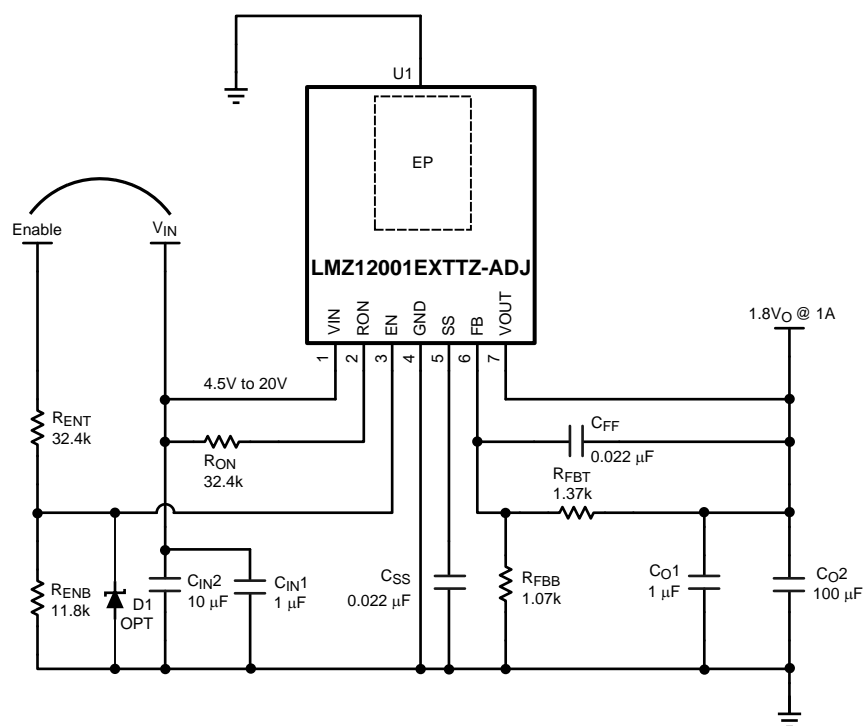 U1
EP
Enable
VIN
LMZ12001EXTTZ-ADJ
VIN
RON
EN
GND
SS
FB
VOUT
1
2
3
4
5
6
7
1.8VO @ 1A
4.5V to 20V
RENT
32.4k
RON
32.4k
CFF
0.022 μF
RFBT
1.37k
RENB
11.8k
D1
OPT
CIN2
10 μF
CIN1
1 μF
CSS
0.022 μF
RFBB
1.07k
CO1
1 μF
CO2
100 μF